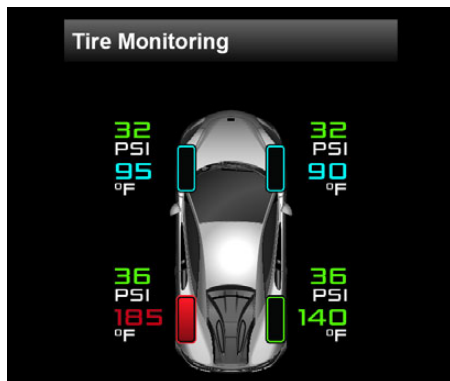 Tire Monitoring
32
PSI
95
°F
32
PSI
90
°F
36
PSI
185
°F
36
PSI
140
°F